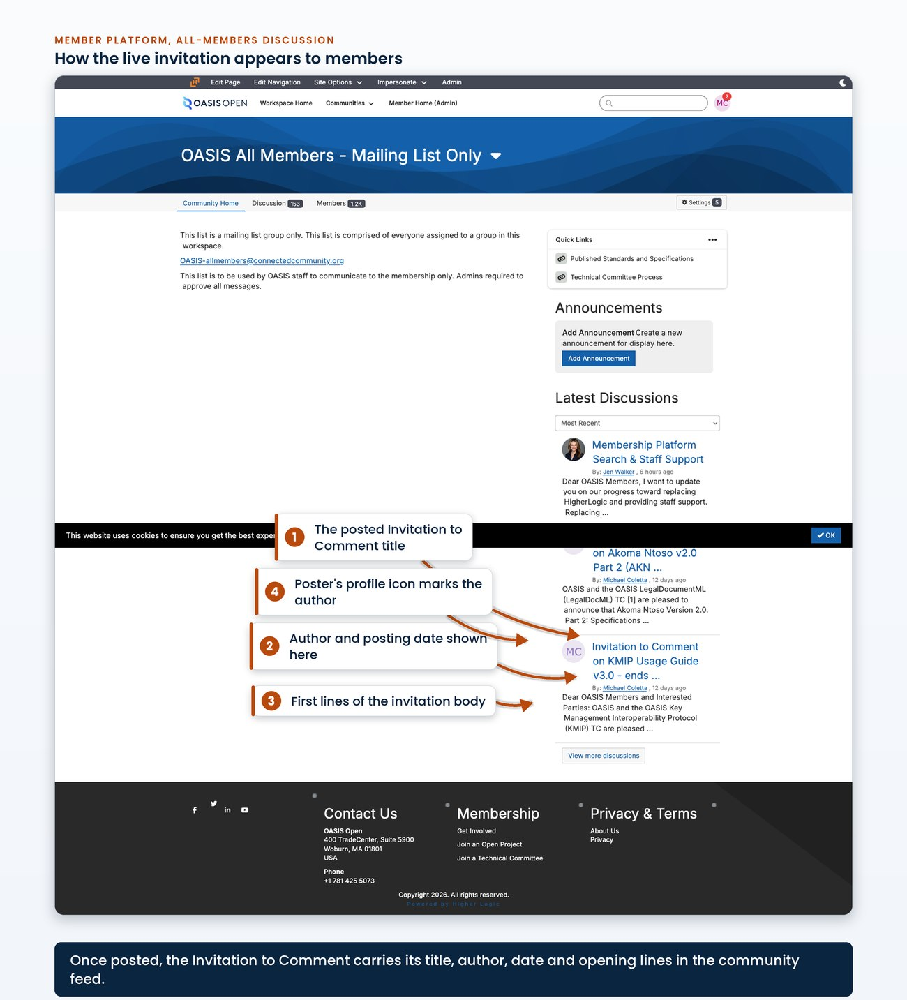 MEMBER PLATFORM, ALL-MEMBERS DISCUSSION
How the live invitation appears to members
Edit Page
Edit Navigation
Site Options
Impersonate
Admin
OASIS OPEN
Workspace Home
Communities
Member Home (Admin)
MC
2
OASIS All Members - Mailing List Only
Community Home
Discussion 153
Members 1.2K
Settings 5
This list is a mailing list group only. This list is comprised of everyone assigned to a group in this
workspace.
OASIS-allmembers@connectedcommunity.org
This list is to be used by OASIS staff to communicate to the membership only. Admins required to
approve all messages.
Quick Links
Published Standards and Specifications
Technical Committee Process
Announcements
Add Announcement Create a new
announcement for display here.
Add Announcement
Latest Discussions
Most Recent
Membership Platform
Search & Staff Support
By: Jen Walker , 6 hours ago
Dear OASIS Members, I want to update
you on our progress toward replacing
HigherLogic and providing staff support.
Replacing ...
This website uses cookies to ensure you get the best exper
OK
1 The posted Invitation to
Comment title
on Akoma Ntoso v2.0
Part 2 (AKN ...
By: Michael Coletta , 12 days ago
OASIS and the OASIS LegalDocumentML
(LegalDocML) TC [1] are pleased to
announce that Akoma Ntoso Version 2.0.
Part 2: Specifications ...
4 Poster's profile icon marks the
author
2 Author and posting date shown
here
3 First lines of the invitation body
MC
Invitation to Comment
on KMIP Usage Guide
v3.0 - ends ...
By: Michael Coletta , 12 days ago
Dear OASIS Members and Interested
Parties: OASIS and the OASIS Key
Management Interoperability Protocol
(KMIP) TC are pleased ...
View more discussions
Contact Us
OASIS Open
400 TradeCenter, Suite 5900
Woburn, MA 01801
USA
Phone
+1 781 425 5073
Membership
Get Involved
Join an Open Project
Join a Technical Committee
Privacy & Terms
About Us
Privacy
Copyright 2026. All rights reserved.
Powered by Higher Logic
Once posted, the Invitation to Comment carries its title, author, date and opening lines in the community
feed.